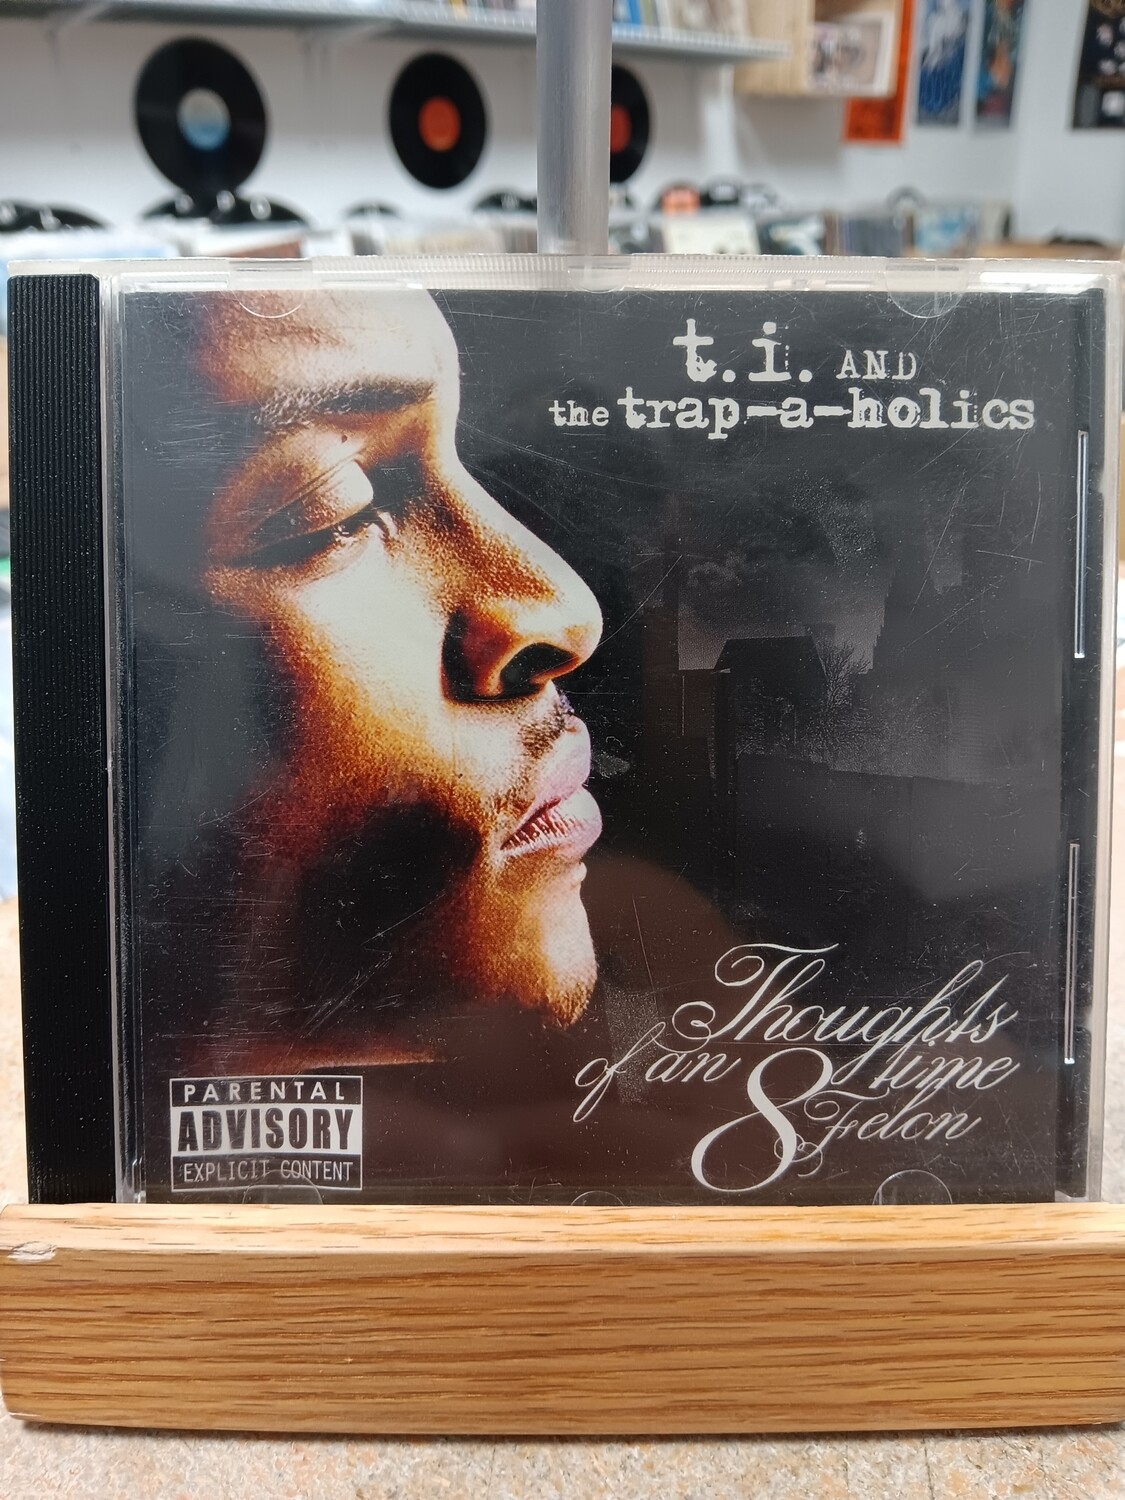 t.i. AND
the trap-a-holics
Thoughts
of an 8 time
Felon
PARENTAL
ADVISORY
EXPLICIT CONTENT